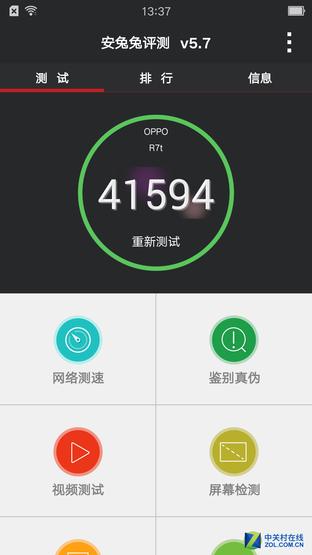 13:37
安兔兔评测 v5.7
测 试 排 行 信息
OPPO
R7t
41594
重新测试
网络测速 鉴别真伪
视频测试 屏幕检测
中关村在线
ZOL.COM.CN